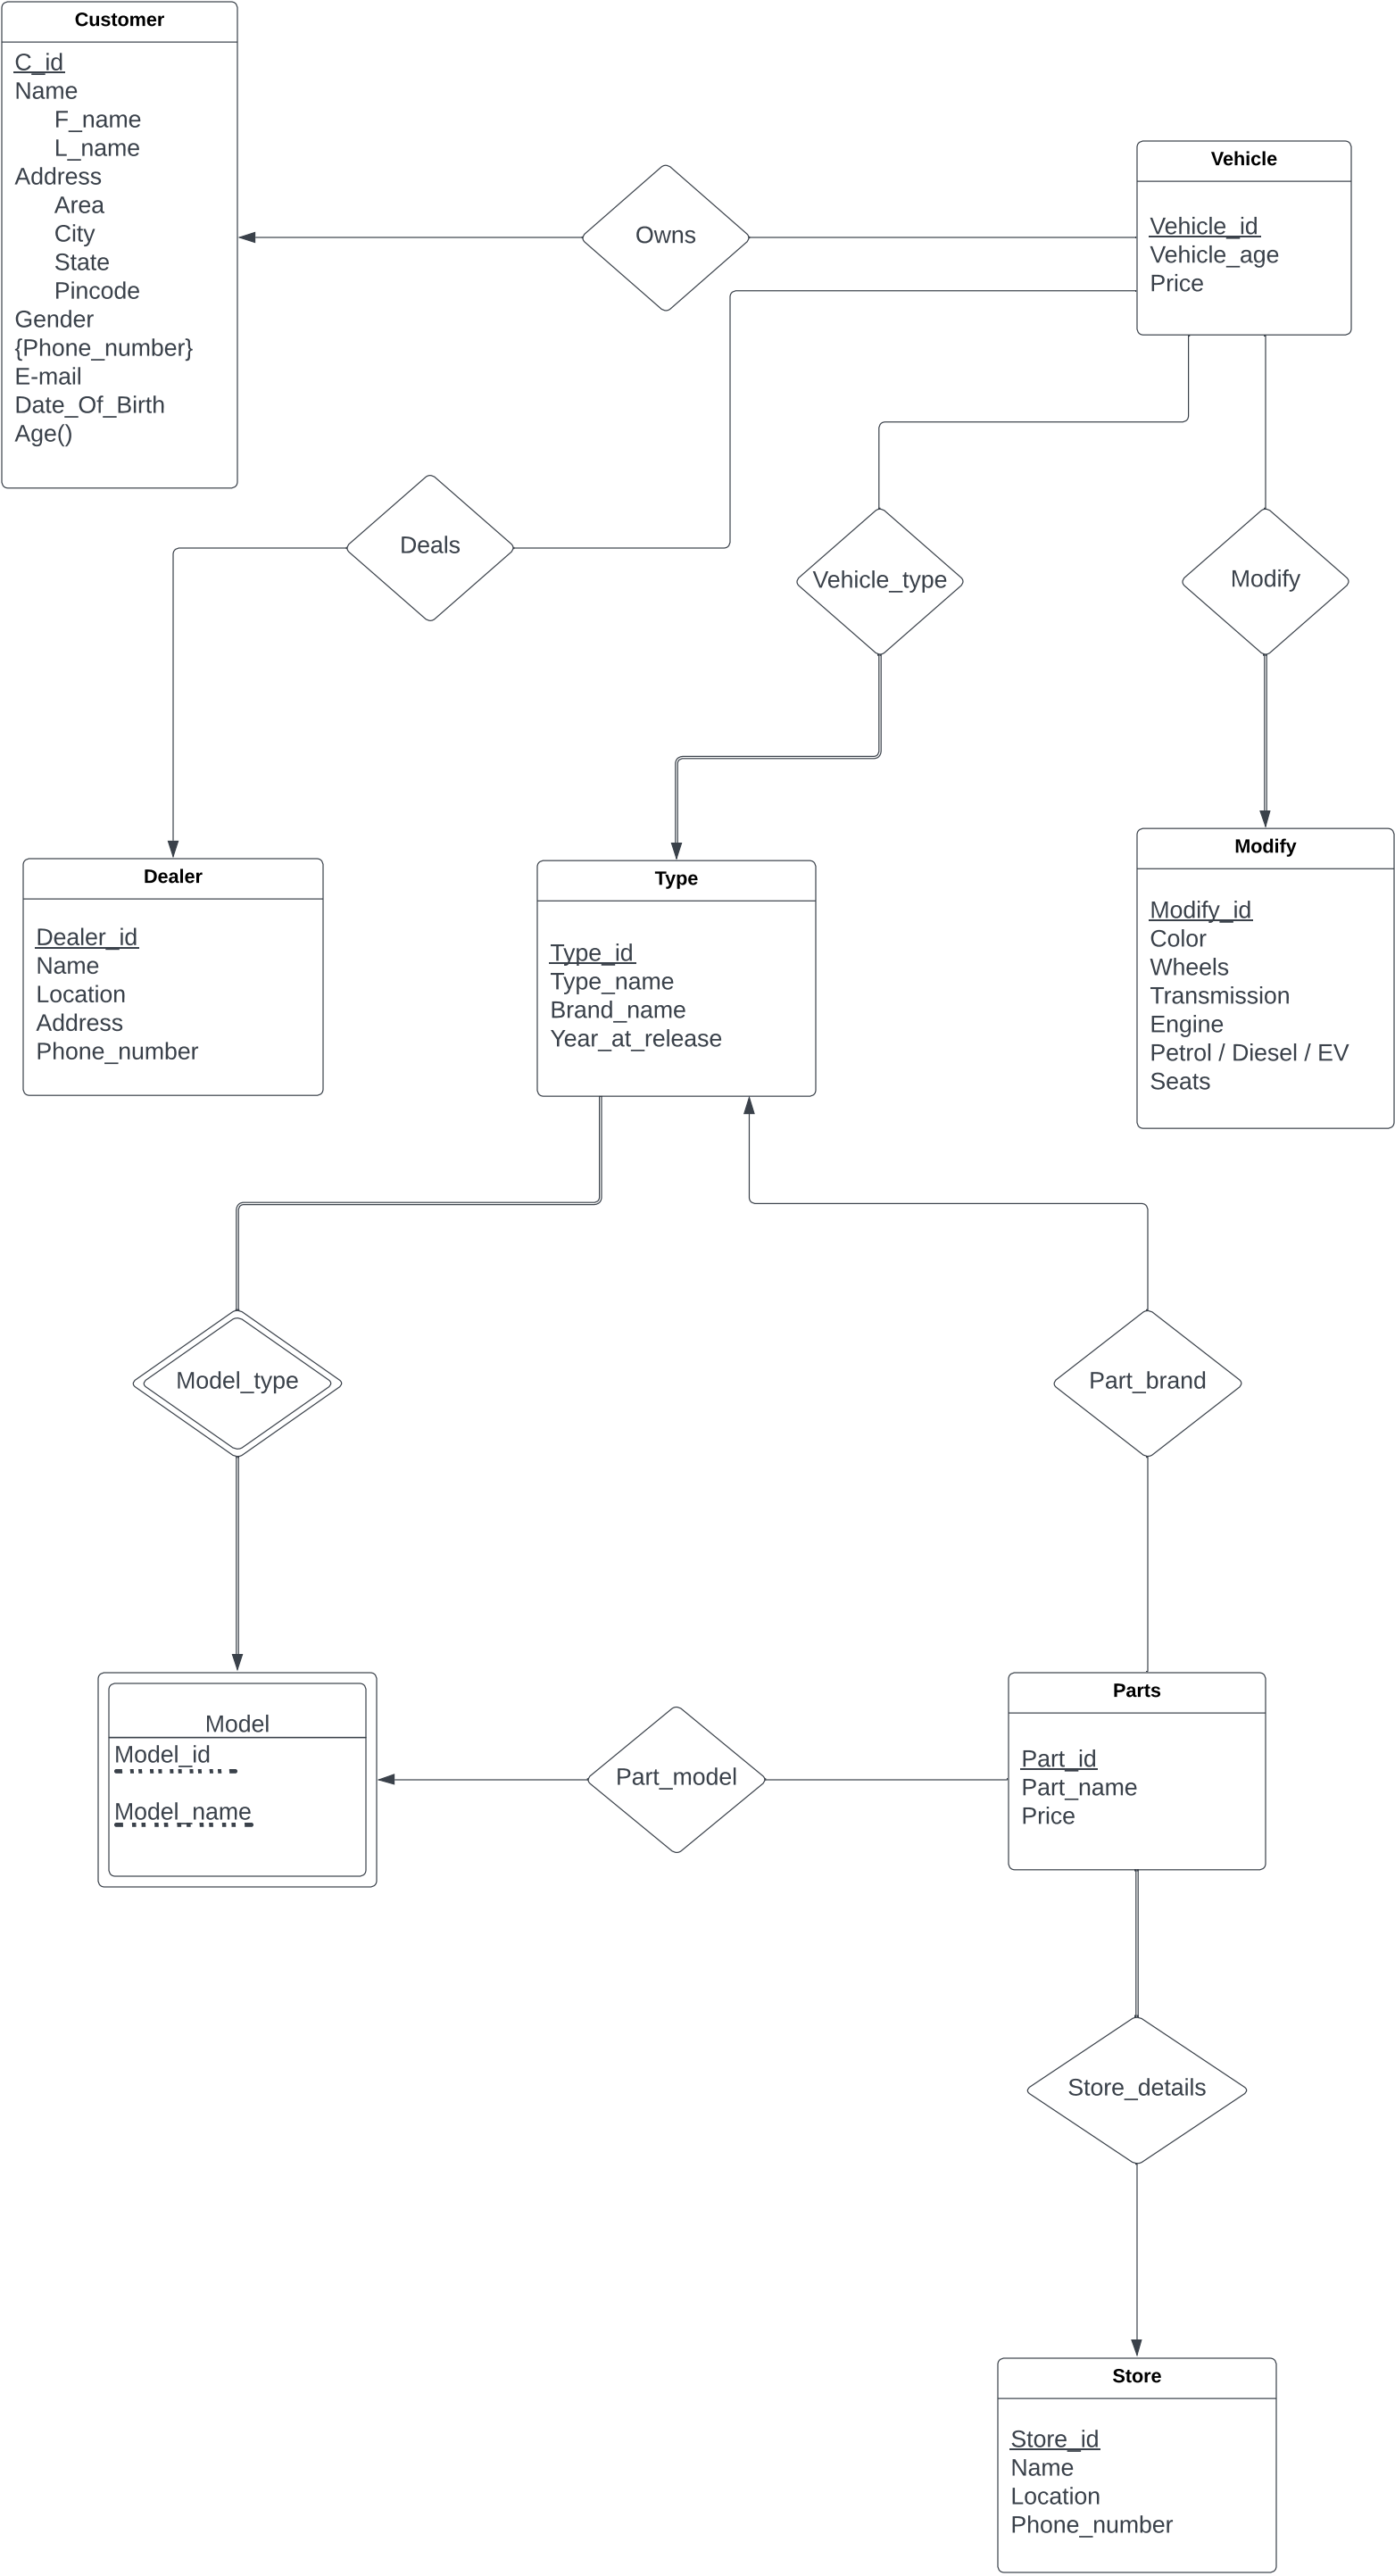 Customer
C_id
Name
F_name
L_name
Address
Area
City
State
Pincode
Gender
{Phone_number}
E-mail
Date_Of_Birth
Age()
Owns
Vehicle
Vehicle_id
Vehicle_age
Price
Deals
Vehicle_type
Modify
Dealer
Dealer_id
Name
Location
Address
Phone_number
Type
Type_id
Type_name
Brand_name
Year_at_release
Modify
Modify_id
Color
Wheels
Transmission
Engine
Petrol / Diesel / EV
Seats
Model_type
Part_brand
Model
Model_id
Model_name
Part_model
Parts
Part_id
Part_name
Price
Store_details
Store
Store_id
Name
Location
Phone_number